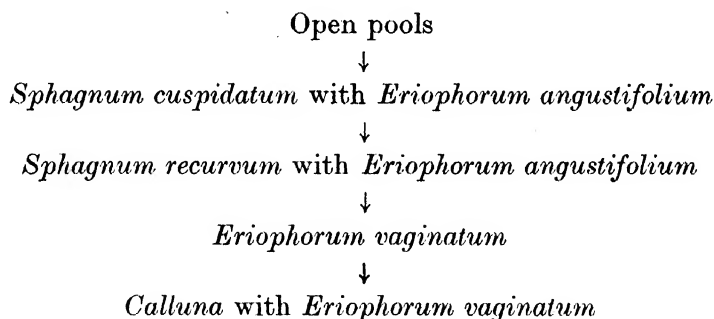 Open pools
↓
Sphagnum cuspidatum with Eriophorum angustifolium
↓
Sphagnum recurvum with Eriophorum angustifolium
↓
Eriophorum vaginatum
↓
Calluna with Eriophorum vaginatum